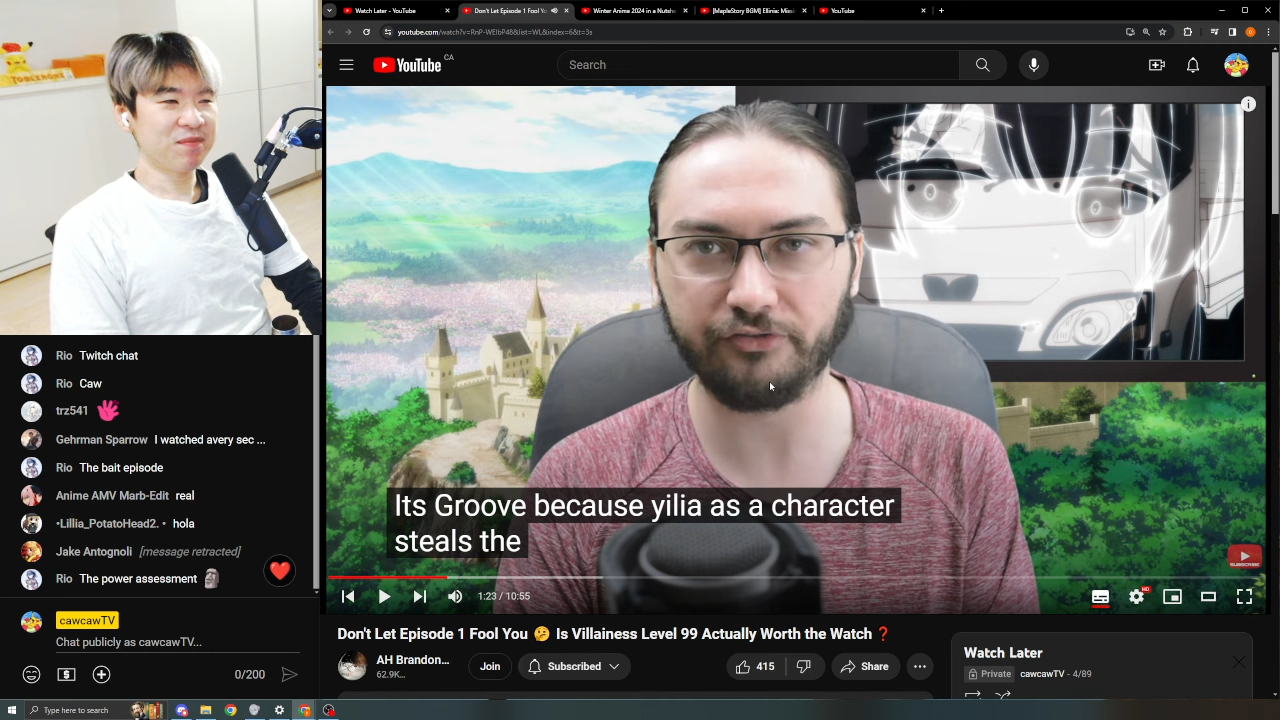 Watch Later - YouTube
Don't Let Episode 1 Fool Yo
Winter Anime 2024 in a Nutshe
[MapleStory BGM] Ellinia: Miss
YouTube
youtube.com/watch?v=RnP-WEIbP48&list=WL&index=6&t=3s
YouTube CA
Search
Rio Twitch chat
Rio Caw
trz541
Gehrman Sparrow I watched avery sec ...
Rio The bait episode
Anime AMV Marb-Edit real
•Lillia_PotatoHead2. • hola
Jake Antognoli [message retracted]
Rio The power assessment
cawcawTV
Chat publicly as cawcawTV...
0/200
Its Groove because yilia as a character
steals the
SUBSCRIBE
1:23 / 10:55
HD
Don't Let Episode 1 Fool You 🤔 Is Villainess Level 99 Actually Worth the Watch ❓
AH Brandon...
62.9K...
Join
Subscribed
415
Share
Watch Later
Private cawcawTV - 4/89
Type here to search